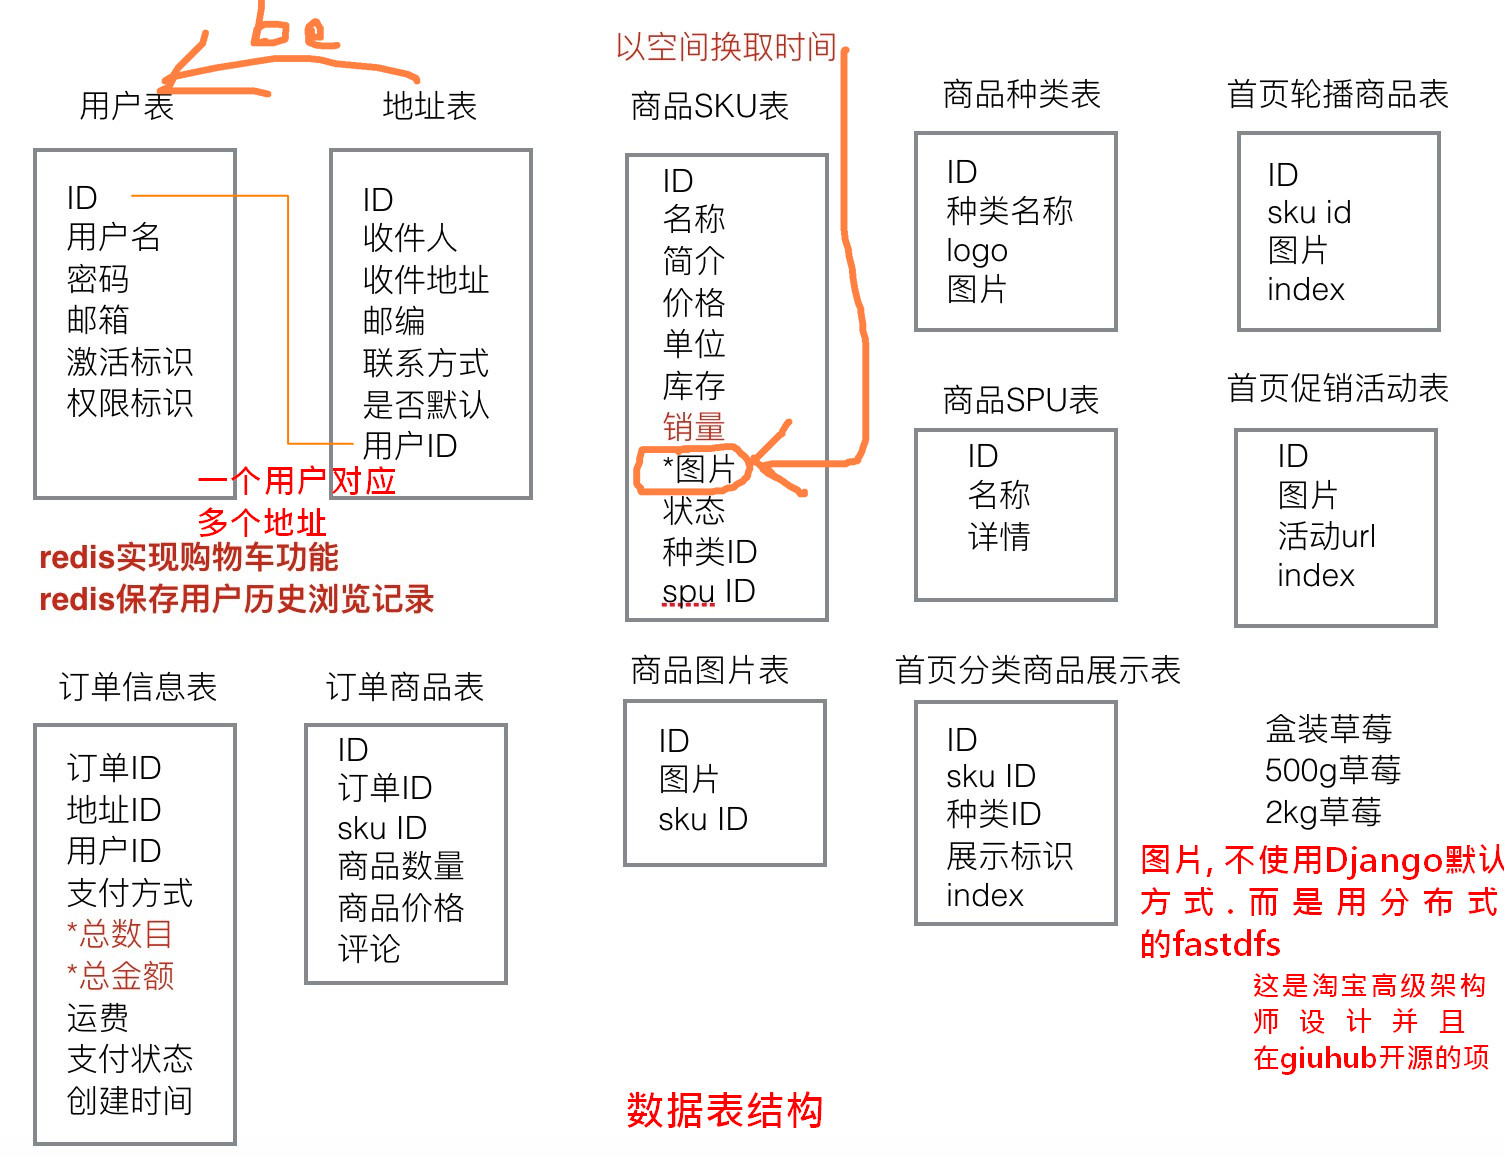 be
以空间换取时间
用户表
ID
用户名
密码
邮箱
激活标识
权限标识
地址表
ID
收件人
收件地址
邮编
联系方式
是否默认
用户ID
一个用户对应
多个地址
redis实现购物车功能
redis保存用户历史浏览记录
商品SKU表
ID
名称
简介
价格
单位
库存
销量
*图片
状态
种类ID
spu ID
商品种类表
ID
种类名称
logo
图片
首页轮播商品表
ID
sku id
图片
index
商品SPU表
ID
名称
详情
首页促销活动表
ID
图片
活动url
index
订单信息表
订单ID
地址ID
用户ID
支付方式
*总数目
*总金额
运费
支付状态
创建时间
订单商品表
ID
订单ID
sku ID
商品数量
商品价格
评论
商品图片表
ID
图片
sku ID
首页分类商品展示表
ID
sku ID
种类ID
展示标识
index
盒装草莓
500g草莓
2kg草莓
图片, 不使用Django默认
方式.而是用分布式
的fastdfs
这是淘宝高级架构
师设计并且
在giuhub开源的项
数据表结构